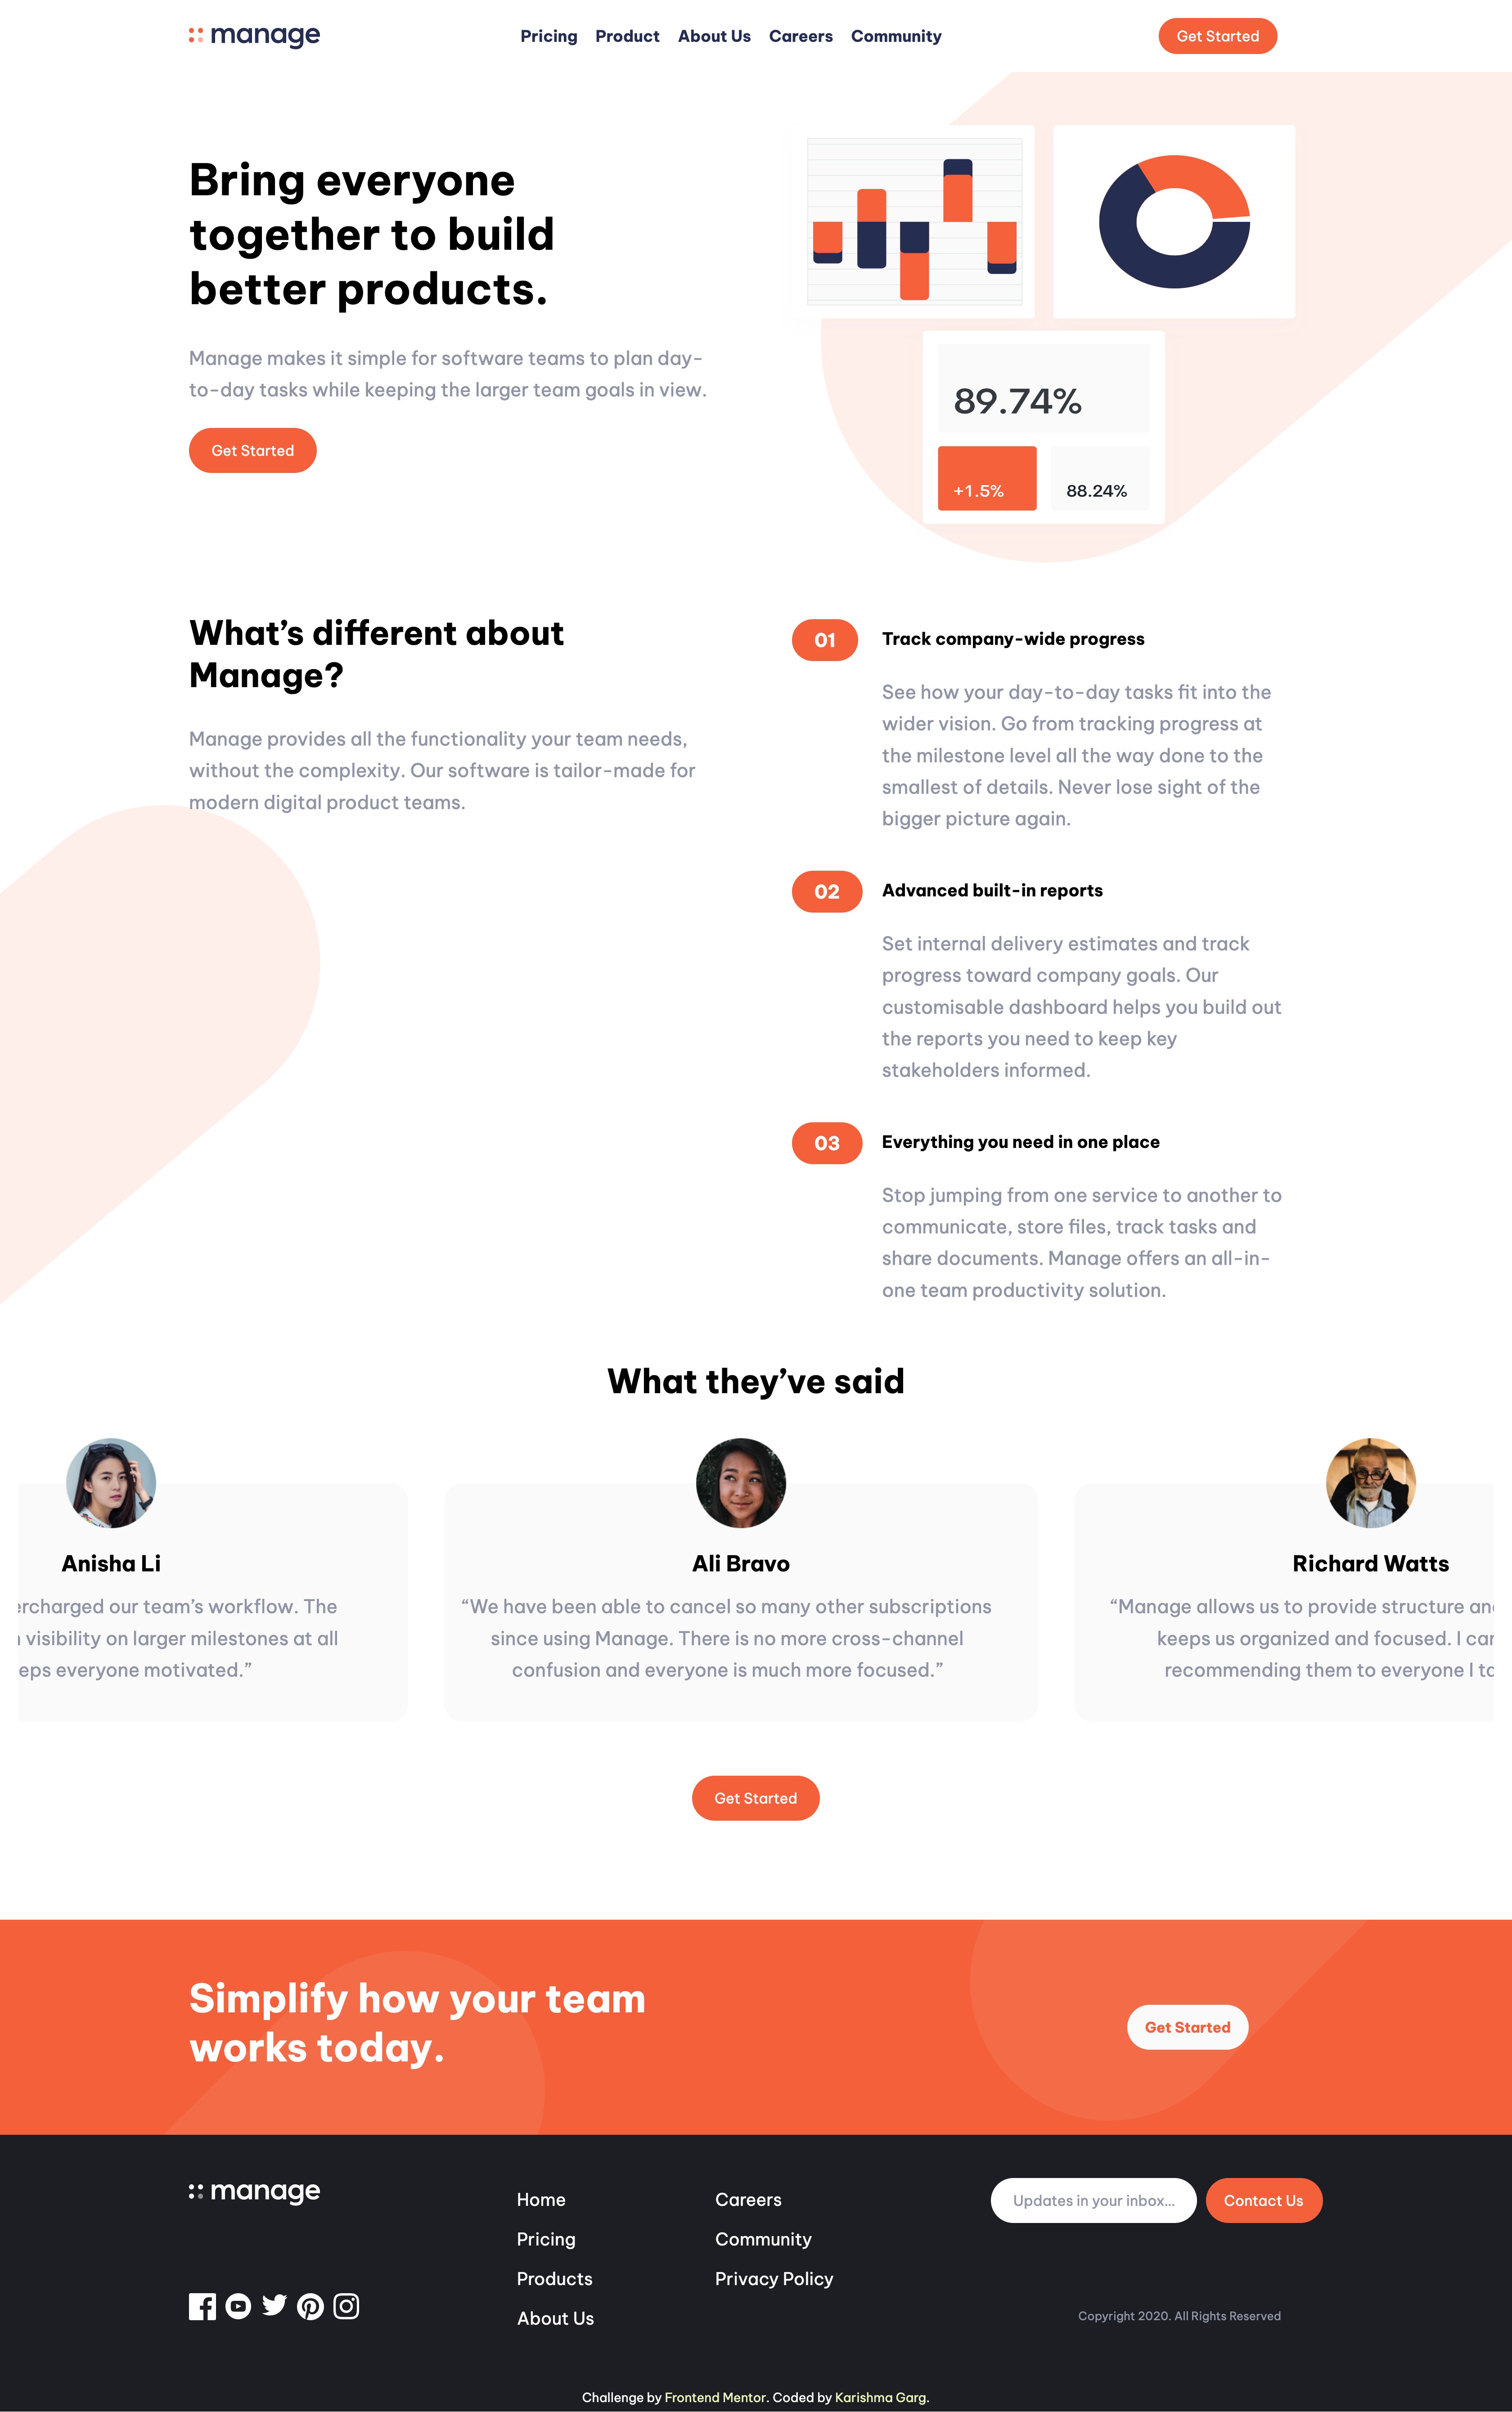 manage
Pricing Product About Us Careers Community
Get Started
Bring everyone
together to build
better products.
Manage makes it simple for software teams to plan day-
to-day tasks while keeping the larger team goals in view.
Get Started
89.74%
+1.5%
88.24%
What’s different about
Manage?
Manage provides all the functionality your team needs,
without the complexity. Our software is tailor-made for
modern digital product teams.
01
Track company-wide progress
See how your day-to-day tasks fit into the
wider vision. Go from tracking progress at
the milestone level all the way done to the
smallest of details. Never lose sight of the
bigger picture again.
02
Advanced built-in reports
Set internal delivery estimates and track
progress toward company goals. Our
customisable dashboard helps you build out
the reports you need to keep key
stakeholders informed.
03
Everything you need in one place
Stop jumping from one service to another to
communicate, store files, track tasks and
share documents. Manage offers an all-in-
one team productivity solution.
What they’ve said
Anisha Li
our team’s workflow. The
visibility on larger milestones at all
everyone motivated.”
Ali Bravo
“We have been able to cancel so many other subscriptions
since using Manage. There is no more cross-channel
confusion and everyone is much more focused.”
Richard Watts
“Manage allows us to provide structure
keeps us organized and focused. I
recommending them to everyone I
Get Started
Simplify how your team
works today.
Get Started
manage
Home
Pricing
Products
About Us
Careers
Community
Privacy Policy
Updates in your inbox...
Contact Us
Copyright 2020. All Rights Reserved
Challenge by Frontend Mentor. Coded by Karishma Garg.